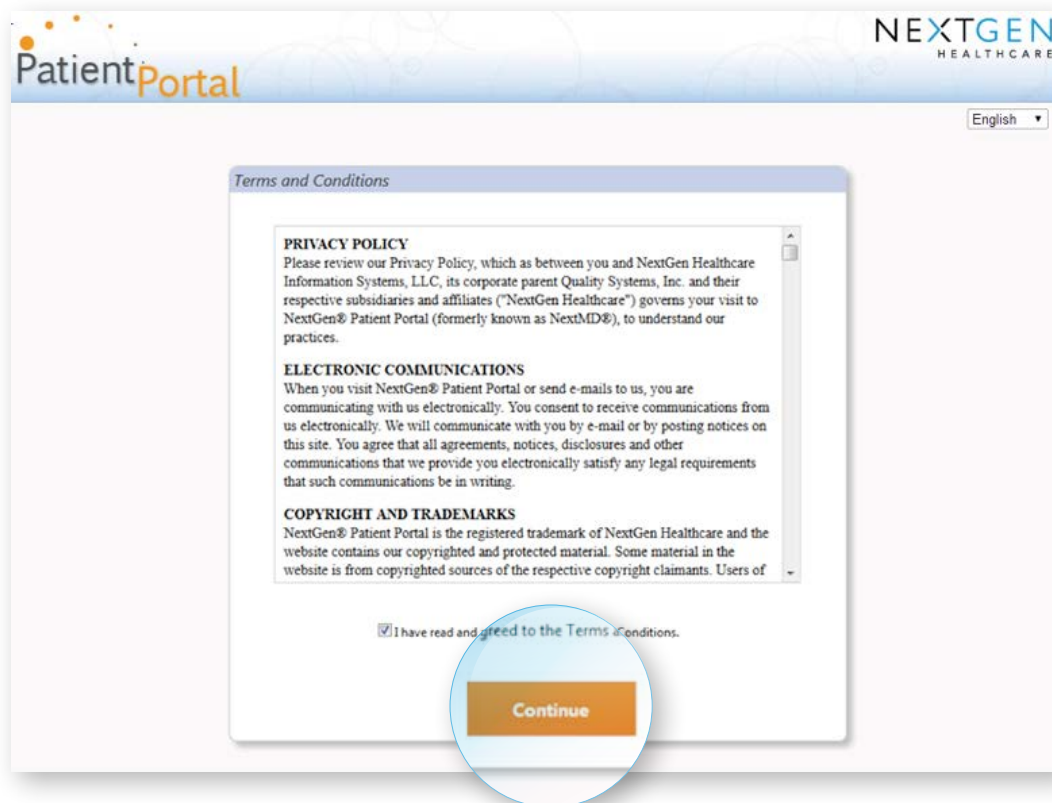 NEXTGEN
HEALTHCARE
PatientPortal
English
Terms and Conditions
PRIVACY POLICY
Please review our Privacy Policy, which as between you and NextGen Healthcare
Information Systems, LLC, its corporate parent Quality Systems, Inc. and their
respective subsidiaries and affiliates ("NextGen Healthcare") governs your visit to
NextGen® Patient Portal (formerly known as NextMD®), to understand our
practices.
ELECTRONIC COMMUNICATIONS
When you visit NextGen® Patient Portal or send e-mails to us, you are
communicating with us electronically. You consent to receive communications from
us electronically. We will communicate with you by e-mail or by posting notices on
this site. You agree that all agreements, notices, disclosures and other
communications that we provide you electronically satisfy any legal requirements
that such communications be in writing.
COPYRIGHT AND TRADEMARKS
NextGen® Patient Portal is the registered trademark of NextGen Healthcare and the
website contains our copyrighted and protected material. Some material in the
website is from copyrighted sources of the respective copyright claimants. Users of
I have read and greed to the Terms a Conditions.
Continue